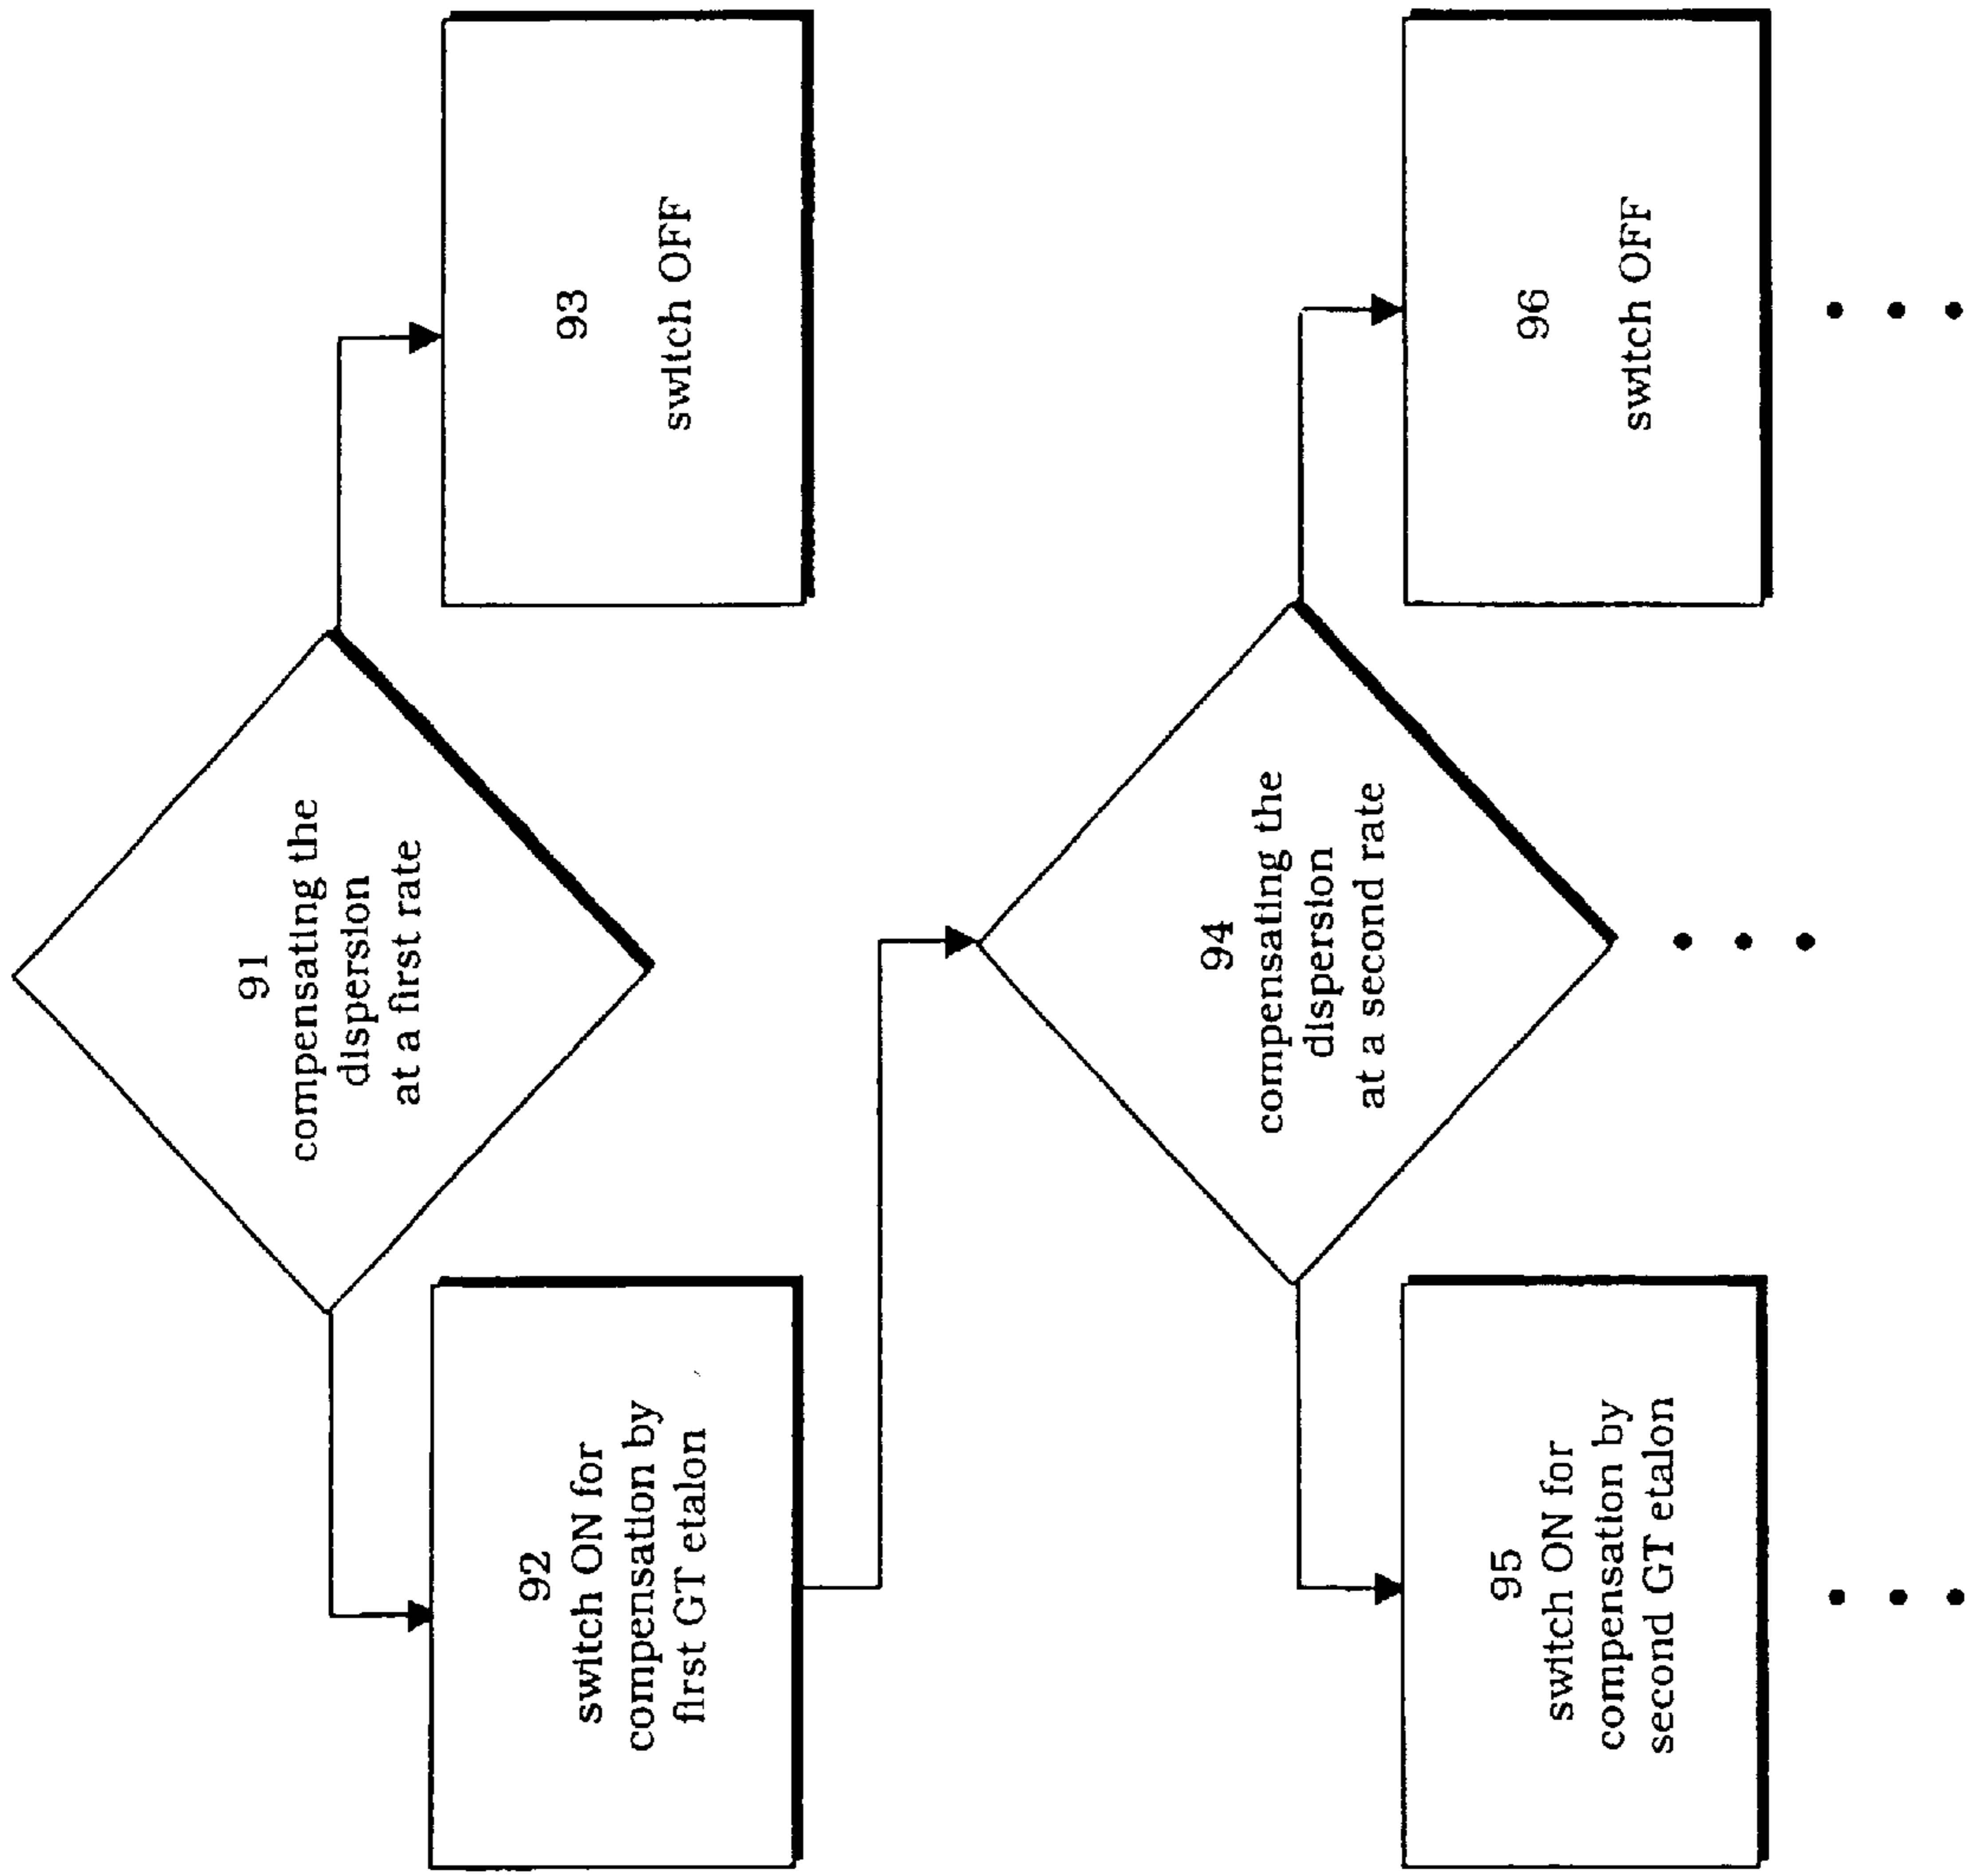 91
compensating the
dispersion
at a first rate
92
switch ON for
compensation by
first GT etalon
93
switch OFF
94
compensating the
dispersion
at a second rate
95
switch ON for
compensation by
second GT etalon
96
switch OFF